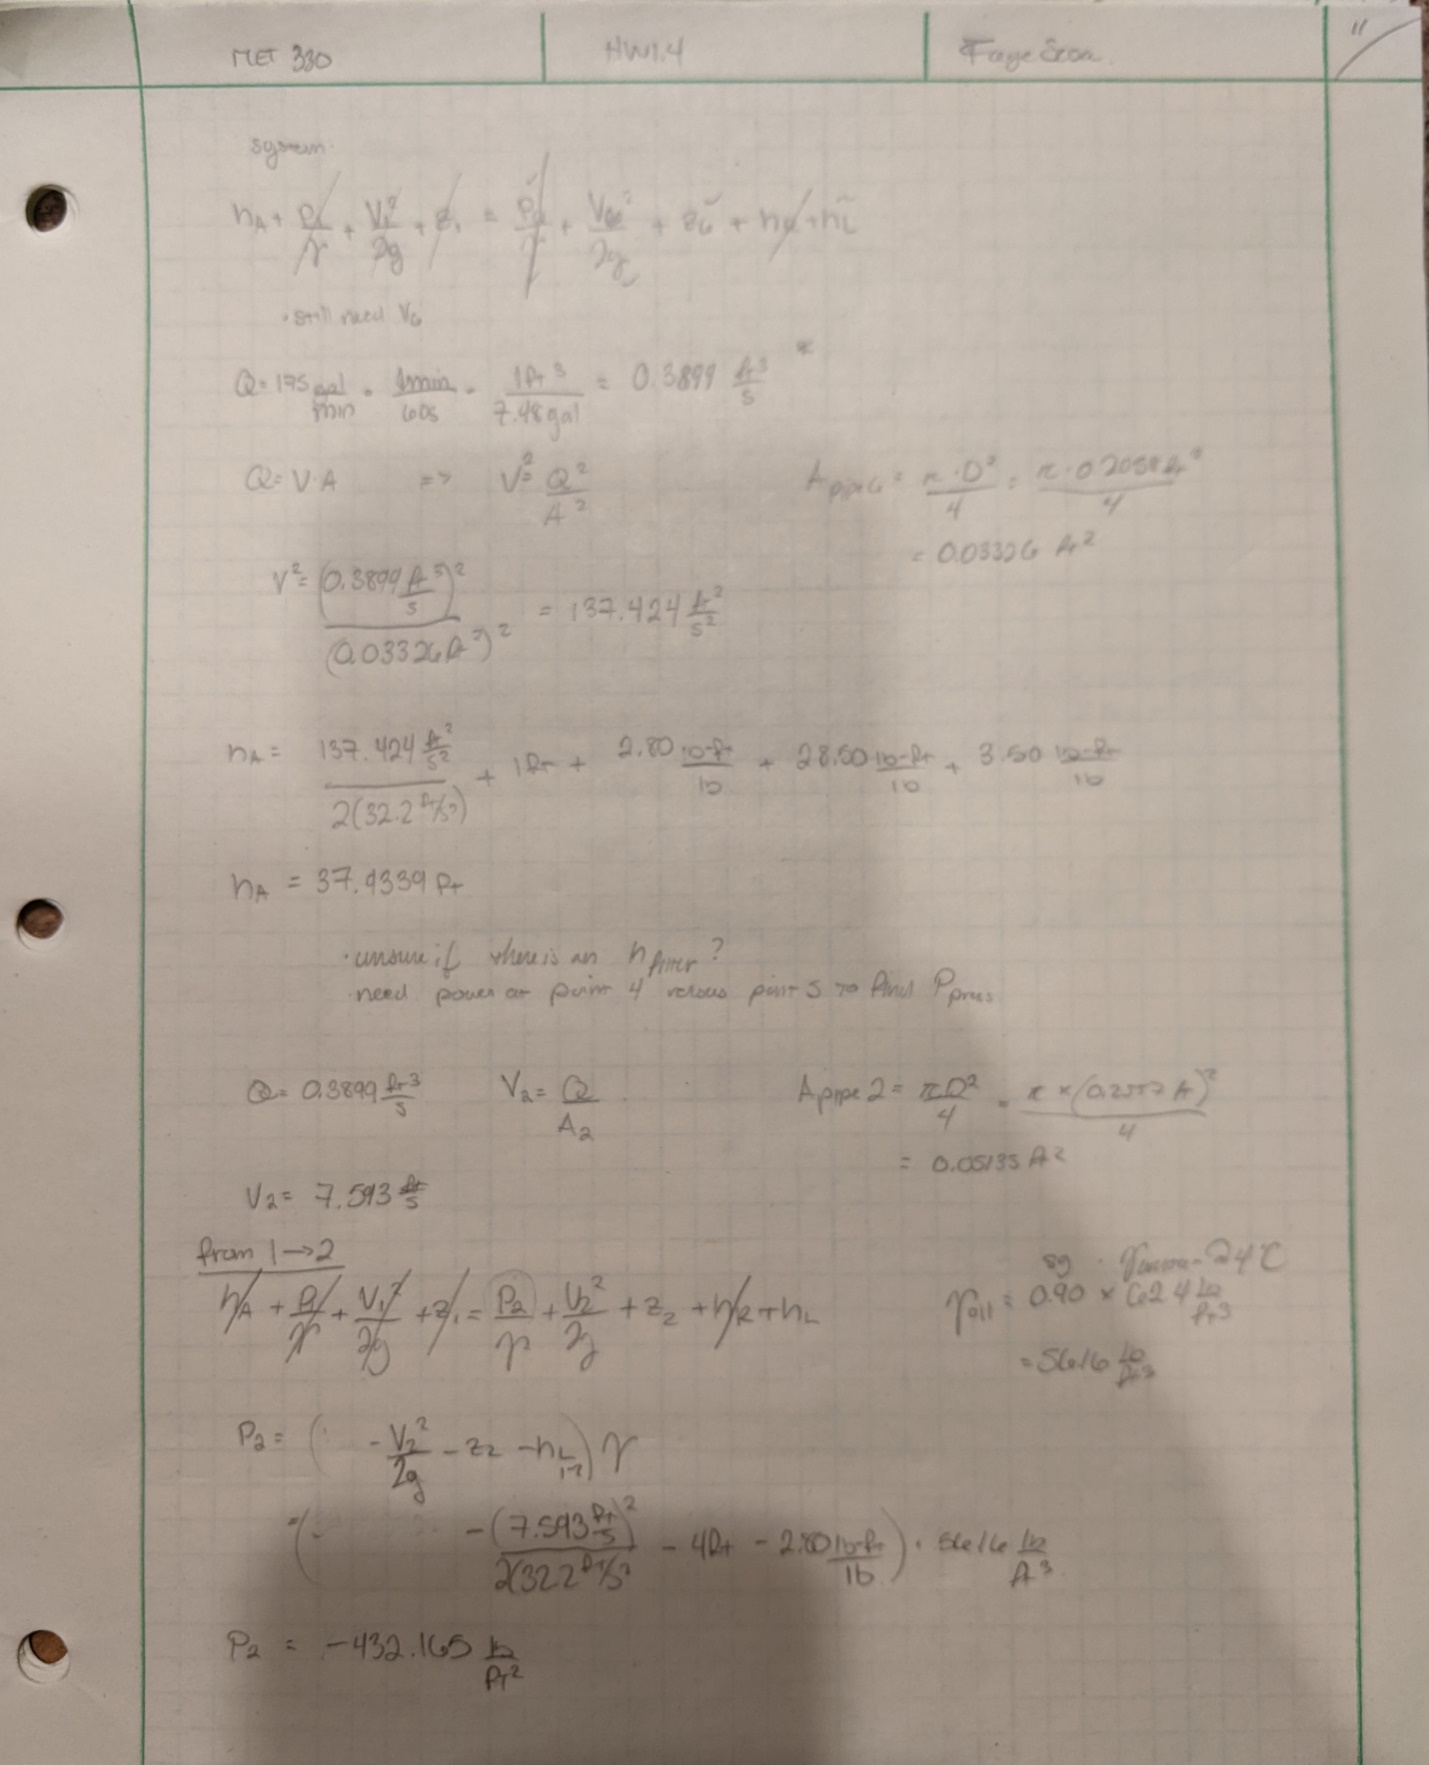 MET 330 HW1.4 11
system:
hA + P1/γ + V1²/2g + z1 = P6/γ + V6²/2g + z6 + hR + hL
· still need V6
Q = 175 gal/min · 1min/60s · 1ft³/7.48gal = 0.3899 ft³/s *
Q = V·A => V² = Q²/A² A pipe 6 = π·D²/4 = π·0.2058ft²/4
= 0.03326 ft²
V² = (0.3899 ft³/s)²/(0.03326ft²)² = 137.424 ft²/s²
hA = 137.424 ft²/s²/2(32.2 ft/s²) + 1ft + 2.80 lb-ft/lb + 28.50 lb-ft/lb + 3.50 lb-ft/lb
hA = 37.9339 ft
· unsure if there is an h filter?
· need power at point 4 versus point 5 to find P press
Q = 0.3899 ft³/s V2 = Q/A2 A pipe 2 = πD²/4 = π×(0.2557 ft)²/4
= 0.05135 ft²
V2 = 7.593 ft/s
from 1→2
hA + P1/γ + V1²/2g + z1 = P2/γ + V2²/2g + z2 + hR + hL
sg · 24°C
γoil = 0.90 × 62.4 lb/ft³
= 56.16 lb/ft³
P2 = ( -V2²/2g - z2 - hL 1-2) γ
= ( -(7.593 ft/s)²/2(32.2 ft/s² - 4ft - 2.80 lb-ft/lb) · 56.16 lb/ft³
P2 = -432.165 lb/ft²